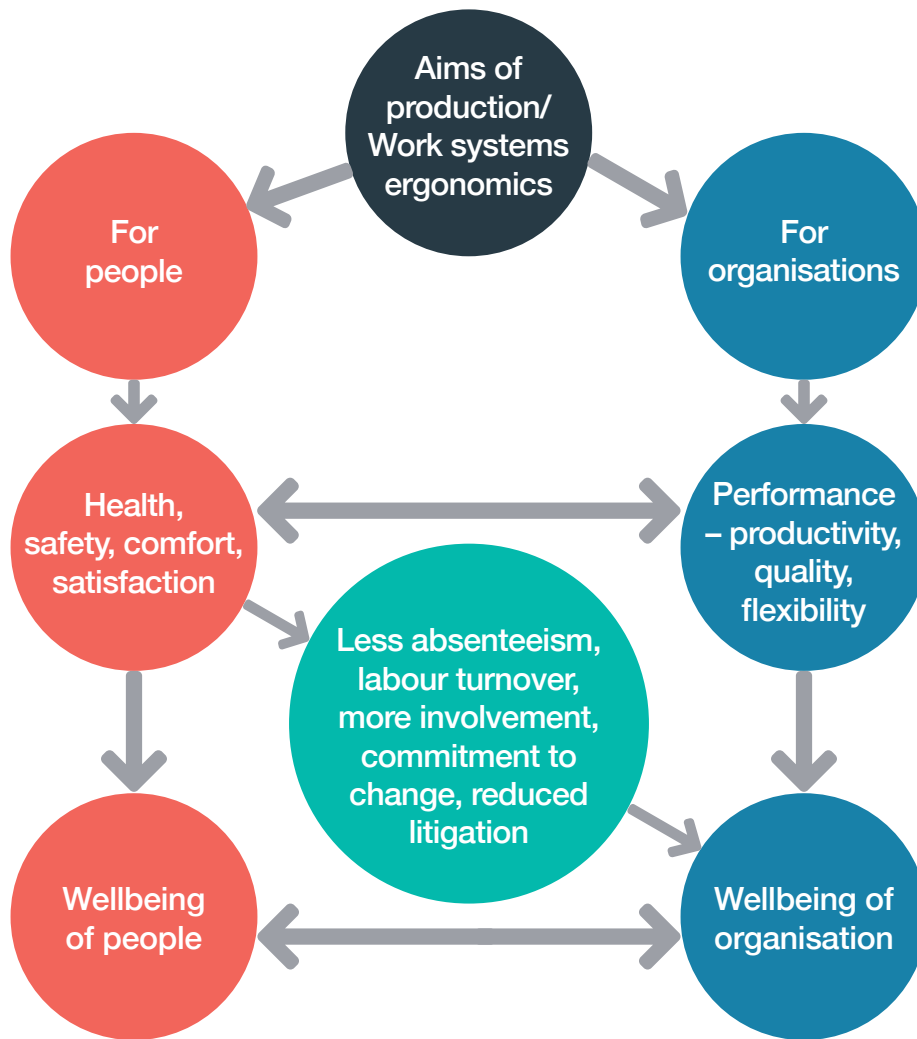 Aims of
production/
Work systems
ergonomics
For
people
For
organisations
Health,
safety, comfort,
satisfaction
Performance
– productivity,
quality,
flexibility
Less absenteeism,
labour turnover,
more involvement,
commitment to
change, reduced
litigation
Wellbeing
of people
Wellbeing of
organisation